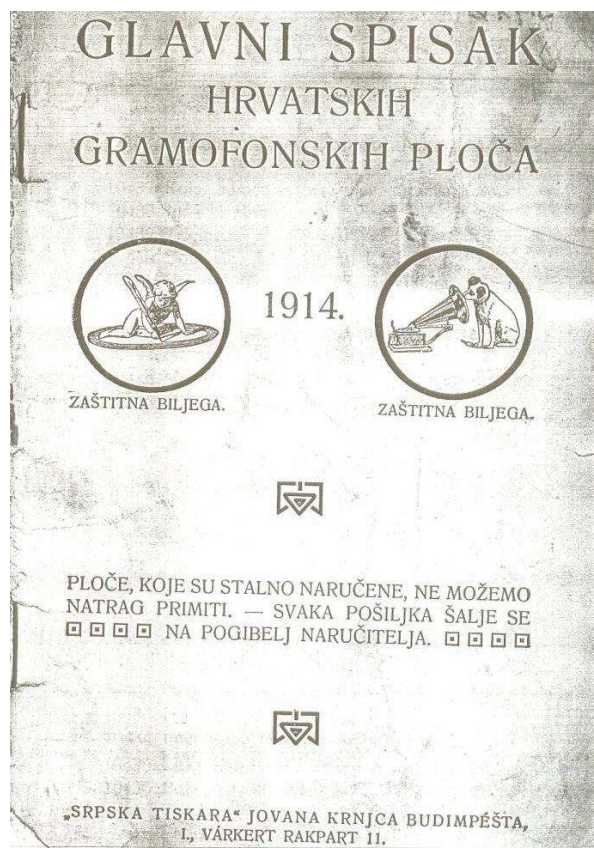 GLAVNI SPISAK
HRVATSKIH
GRAMOFONSKIH PLOČA
1914.
ZAŠTITNA BILJEGA.
ZAŠTITNA BILJEGA.
PLOČE, KOJE SU STALNO NARUČENE, NE MOŽEMO
NATRAG PRIMITI. — SVAKA POŠILJKA ŠALJE SE
NA POGIBELJ NARUČITELJA.
„SRPSKA TISKARA“ JOVANA KRNJCA BUDIMPÉŠTA,
I., VÁRKERT RAKPART 11.